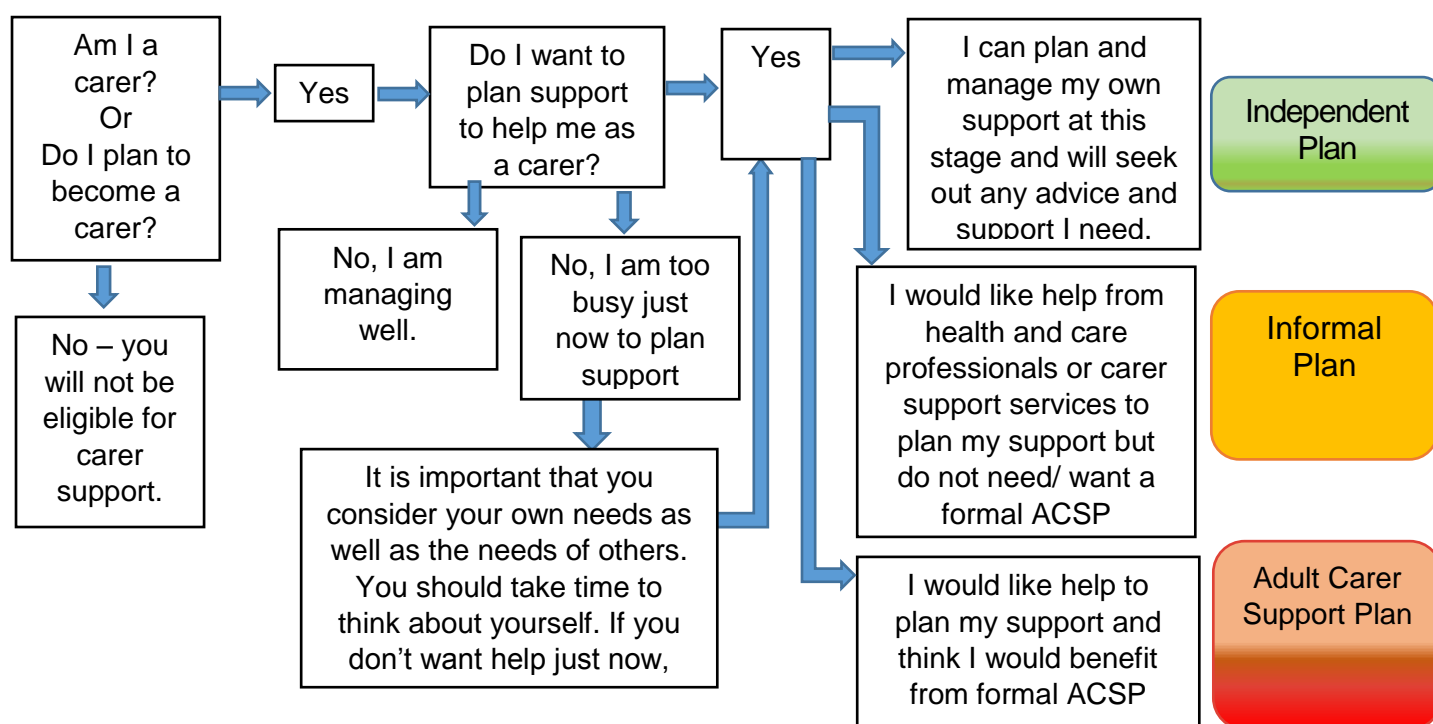 Am I a
carer?
Or
Do I plan to
become a
carer?
Yes
Do I want to
plan support
to help me as
a carer?
Yes
I can plan and
manage my own
support at this
stage and will seek
out any advice and
support I need.
Independent
Plan
No – you
will not be
eligible for
carer
support.
No, I am
managing
well.
No, I am too
busy just
now to plan
support
I would like help from
health and care
professionals or carer
support services to
plan my support but
do not need/ want a
formal ACSP
Informal
Plan
It is important that you
consider your own needs as
well as the needs of others.
You should take time to
think about yourself. If you
don’t want help just now,
I would like help to
plan my support and
think I would benefit
from formal ACSP
Adult Carer
Support Plan